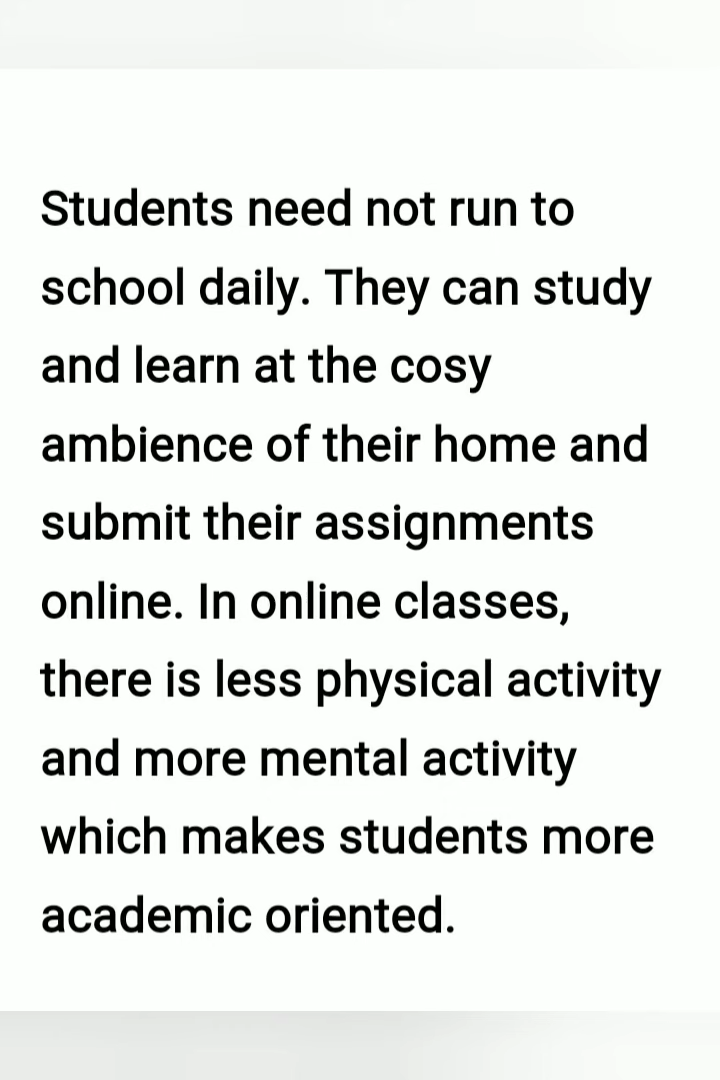 Students need not run to
school daily. They can study
and learn at the cosy
ambience of their home and
submit their assignments
online. In online classes,
there is less physical activity
and more mental activity
which makes students more
academic oriented.